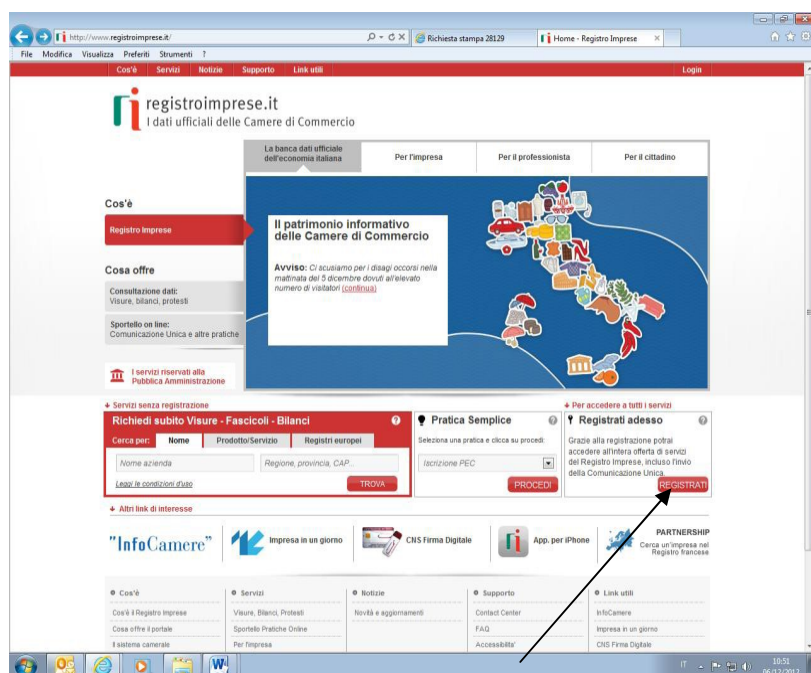 http://www.registroimprese.it/
Richiesta stampa 28129
Home - Registro Imprese
File Modifica Visualizza Preferiti Strumenti ?
Cos'è Servizi Notizie Supporto Link utili Login
registroimprese.it
I dati ufficiali delle Camere di Commercio
La banca dati ufficiale
dell'economia italiana
Per l'impresa
Per il professionista
Per il cittadino
Cos'è
Registro Imprese
Cosa offre
Consultazione dati:
Visure, bilanci, protesti
Sportello on line:
Comunicazione Unica e altre pratiche
I servizi riservati alla
Pubblica Amministrazione
Il patrimonio informativo
delle Camere di Commercio
Avviso: Ci scusiamo per i disagi occorsi nella
mattinata del 5 dicembre dovuti all'elevato
numero di visitatori (continua)
Servizi senza registrazione
Richiedi subito Visure - Fascicoli - Bilanci ?
Cerca per: Nome Prodotto/Servizio Registri europei
Nome azienda
Regione, provincia, CAP...
Leggi le condizioni d'uso
TROVA
Pratica Semplice ?
Seleziona una pratica e clicca su procedi:
Iscrizione PEC
PROCEDI
Per accedere a tutti i servizi
Registrati adesso ?
Grazie alla registrazione potrai
accedere all'intera offerta di servizi
del Registro Imprese, incluso l'invio
della Comunicazione Unica.
REGISTRATI
Altri link di interesse
"InfoCamere"
Impresa in un giorno
CNS Firma Digitale
App. per iPhone
PARTNERSHIP
Cerca un'impresa nel
Registro francese
Cos'è
Cos'è il Registro Imprese
Cosa offre il portale
Il sistema camerale
Servizi
Visure, Bilanci, Protesti
Sportello Pratiche Online
Per l'impresa
Notizie
Novità e aggiornamenti
Supporto
Contact Center
FAQ
Accessibilita'
Link utili
InfoCamere
Impresa in un giorno
CNS Firma Digitale
IT
10:51
06/12/2012